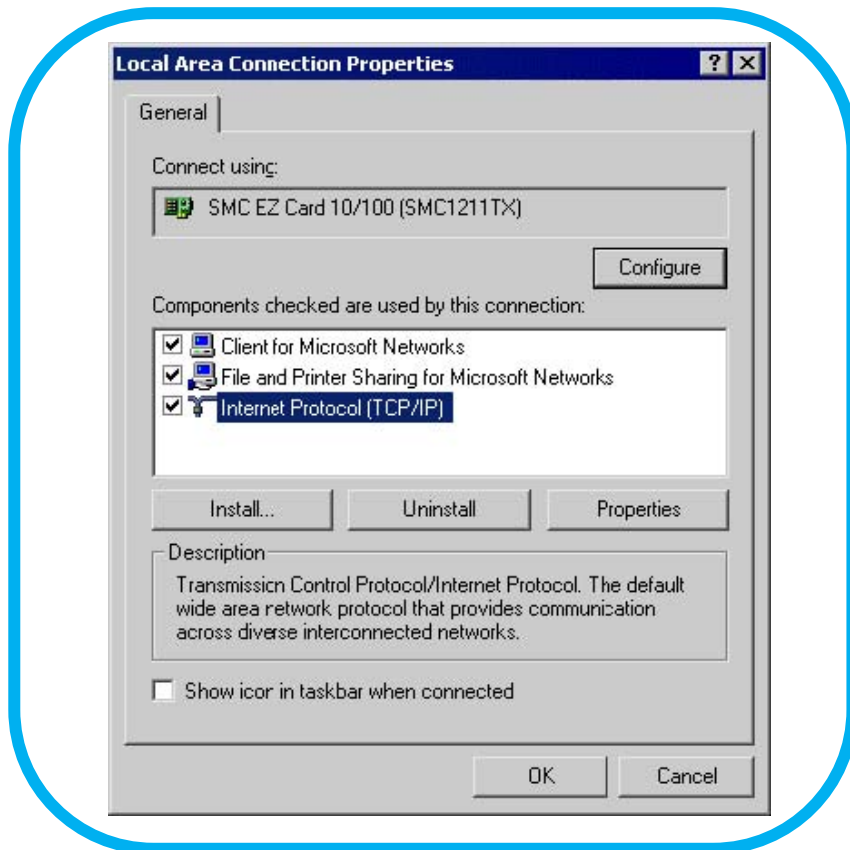 Local Area Connection Properties
General
Connect using:
SMC EZ Card 10/100 (SMC1211TX)
Configure
Components checked are used by this connection:
Client for Microsoft Networks
File and Printer Sharing for Microsoft Networks
Internet Protocol (TCP/IP)
Install... Uninstall Properties
Description
Transmission Control Protocol/Internet Protocol. The default
wide area network protocol that provides communication
across diverse interconnected networks.
Show icon in taskbar when connected
OK Cancel